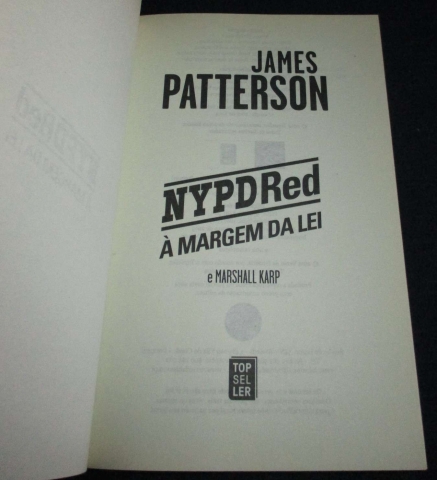 JAMES
PATTERSON
NYPDRed
À MARGEM DA LEI
e MARSHALL KARP
TOP
SEL
LER